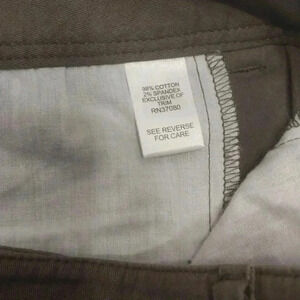 98% COTTON
2% SPANDEX
EXCLUSIVE OF
TRIM
RN37080
SEE REVERSE
FOR CARE